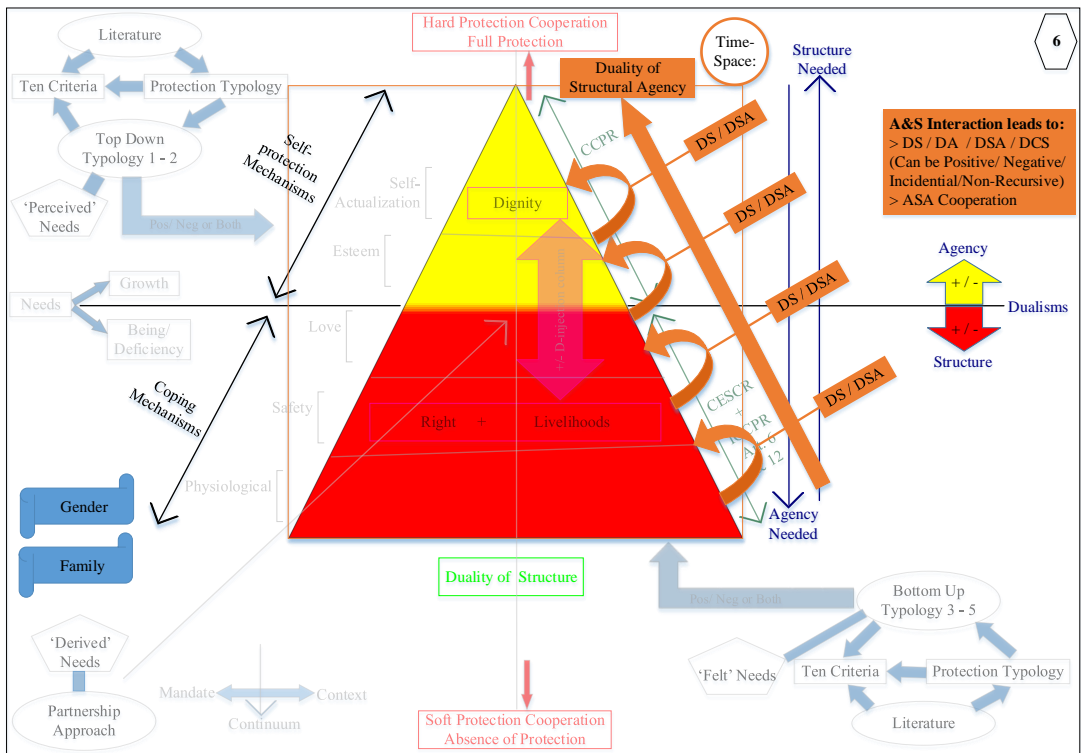 Hard Protection Cooperation
Full Protection
6
Time-
Space:
Structure
Needed
Literature
Ten Criteria
Protection Typology
Top Down
Typology 1 - 2
'Perceived'
Needs
Pos/ Neg or Both
Self-
protection
Mechanisms
Duality of
Structural Agency
CCPR
DS / DSA
DS / DSA
DS / DSA
DS / DSA
A&S Interaction leads to:
> DS / DA / DSA / DCS
(Can be Positive/ Negative/
Incidential/Non-Recursive)
> ASA Cooperation
Self-
Actualization
Dignity
Esteem
Agency
+ / -
Dualisms
+ / -
Structure
Needs
Growth
Being/
Deficiency
Love
+/- D-injection column
Coping
Mechanisms
Safety
Right + Livelihoods
CESCR
+
12
Physiological
Gender
Family
Agency
Needed
Duality of Structure
Pos/ Neg or Both
Bottom Up
Typology 3 - 5
'Felt' Needs
Ten Criteria
Protection Typology
Literature
'Derived'
Needs
Partnership
Approach
Mandate
Context
Continuum
Soft Protection Cooperation
Absence of Protection